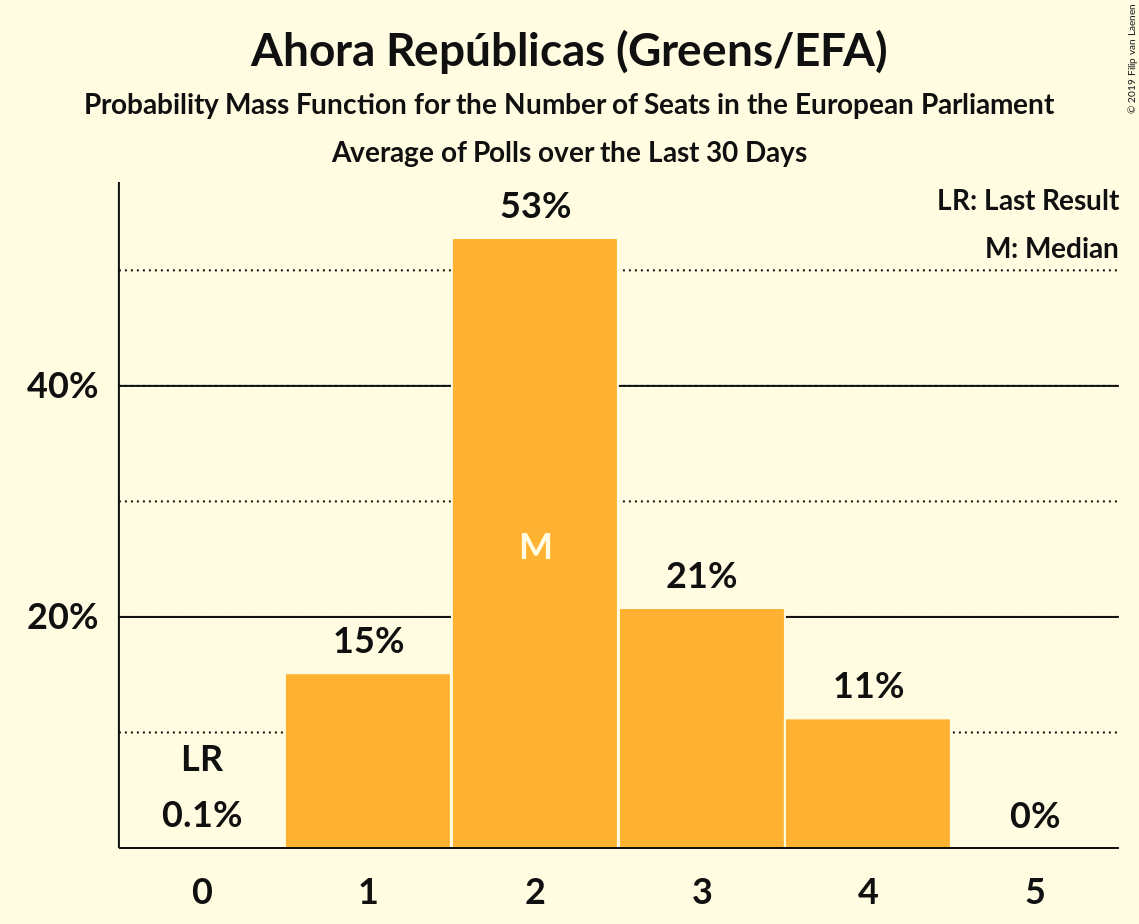 Ahora Repúblicas (Greens/EFA)
Probability Mass Function for the Number of Seats in the European Parliament
Average of Polls over the Last 30 Days
© 2019 Filip van Laenen
LR: Last Result
M: Median
53%
40%
M
21%
20%
15%
11%
LR
0.1%
0%
0 1 2 3 4 5